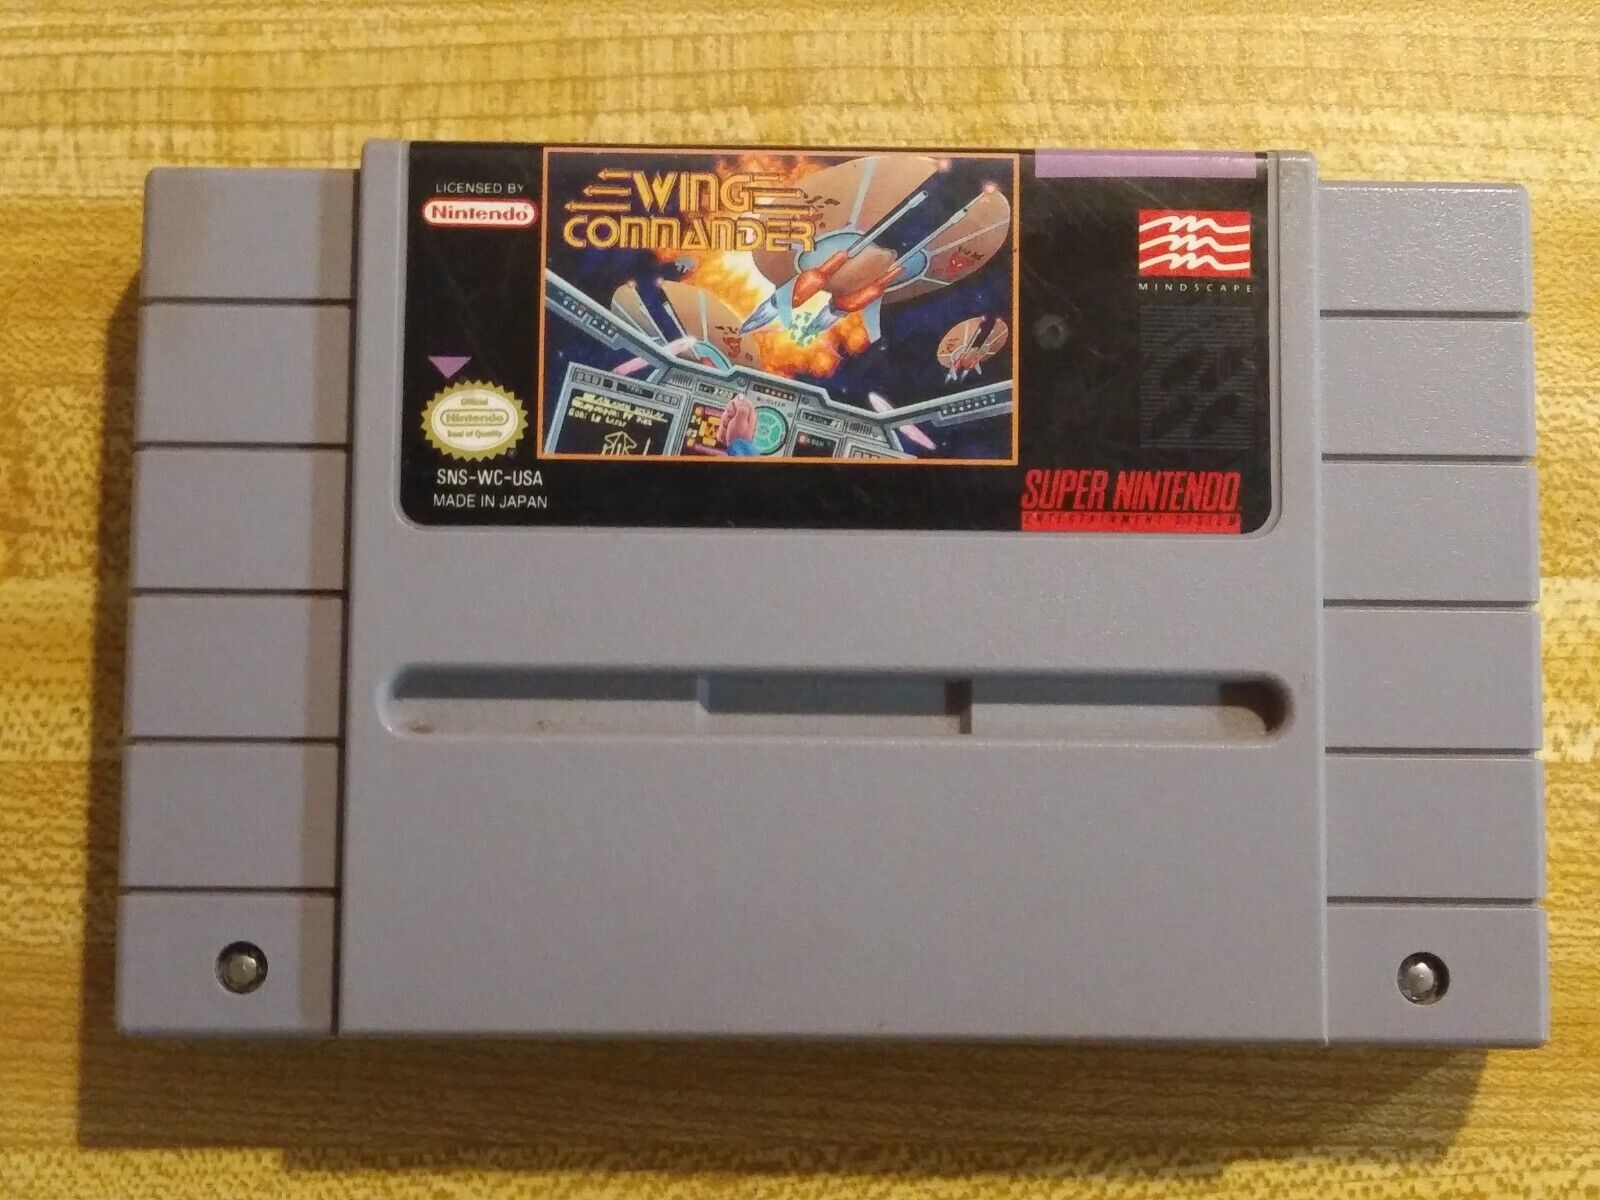 LICENSED BY
Nintendo
WING
COMMANDER
MINDSCAPE
Official
Nintendo
Seal of Quality
SNS-WC-USA
MADE IN JAPAN
SUPER NINTENDO
ENTERTAINMENT SYSTEM